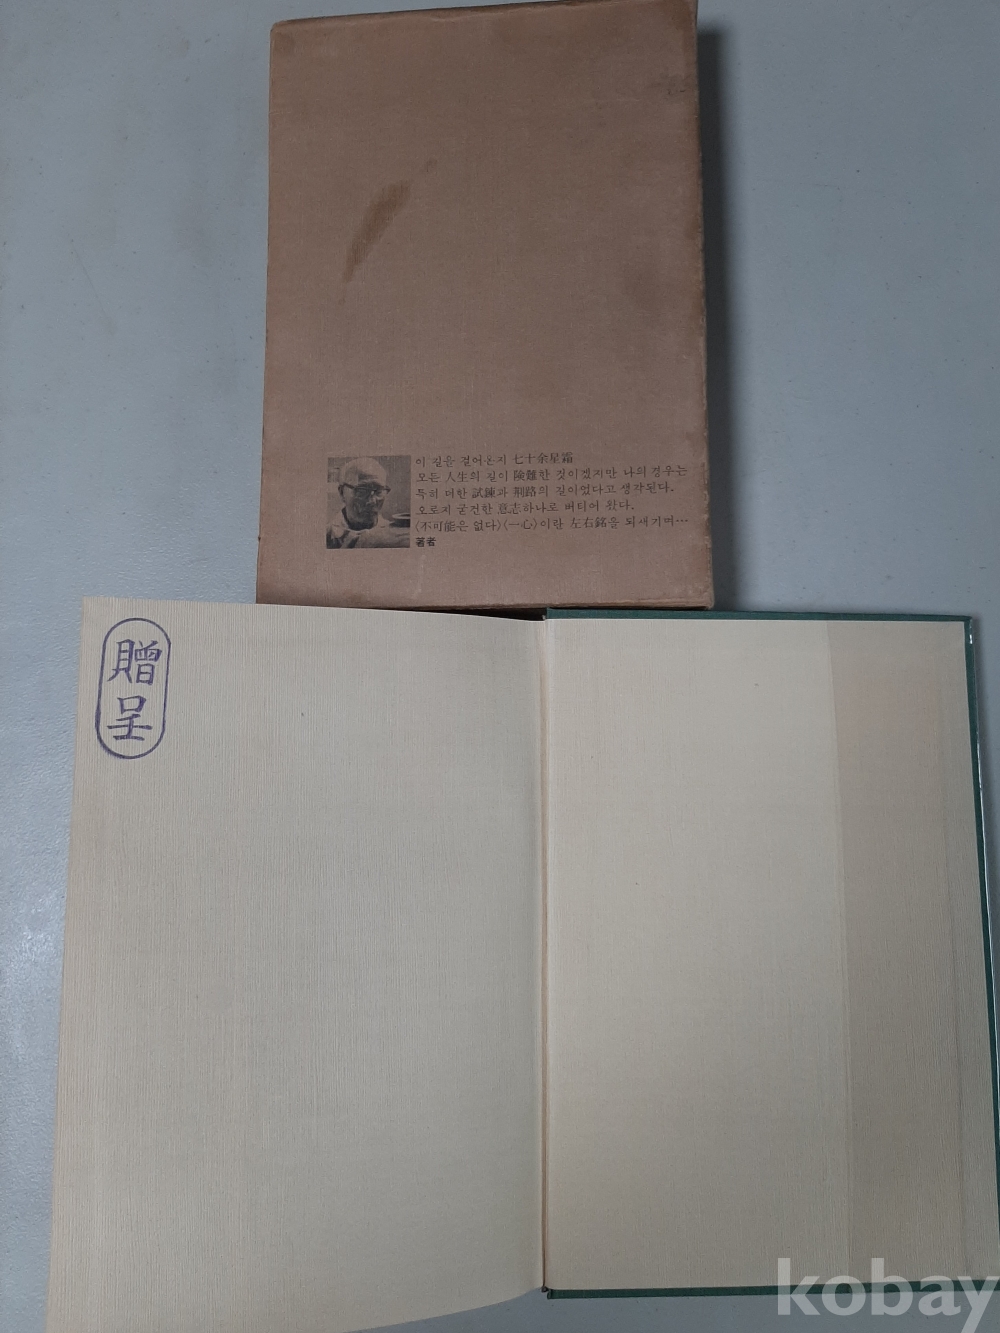 이 길을 걸어온지 七十余星霜
모든 人生의 길이 険難한 것이겠지만 나의 경우는
특히 더한 試鍊과 荊路의 길이었다고 생각된다.
오로지 굳건한 意志하나로 버티어 왔다.
(不可能은 없다) (一心)이란 左右銘을 되새기며…
著者
贈
呈
kobay